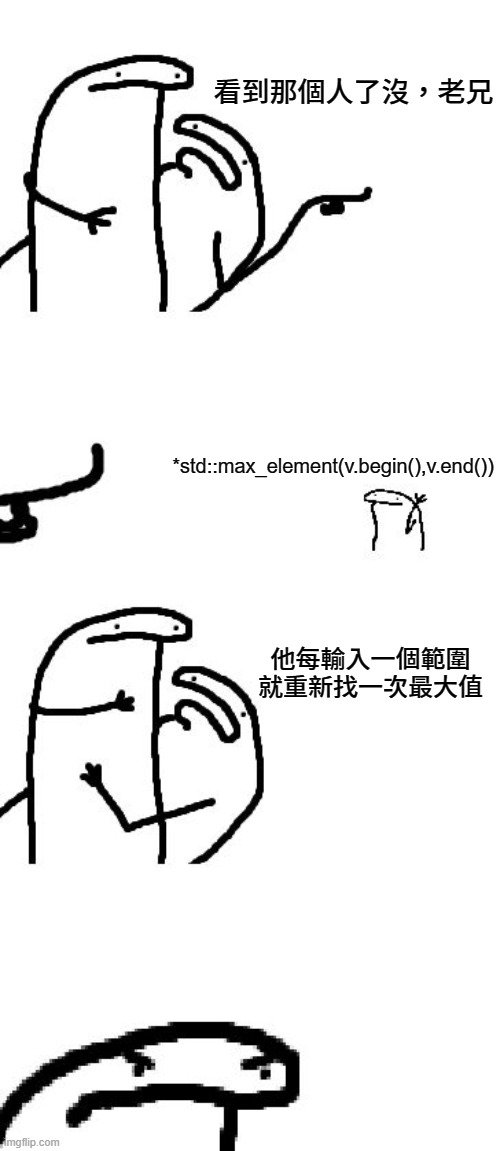 看到那個人了沒，老兄
*std::max_element(v.begin(),v.end())
他每輸入一個範圍
就重新找一次最大值
imgflip.com